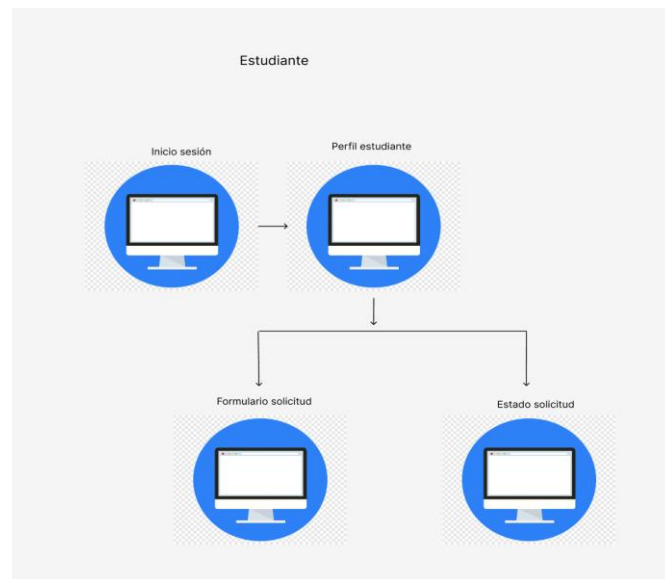 Estudiante
Inicio sesión
Perfil estudiante
Formulario solicitud
Estado solicitud